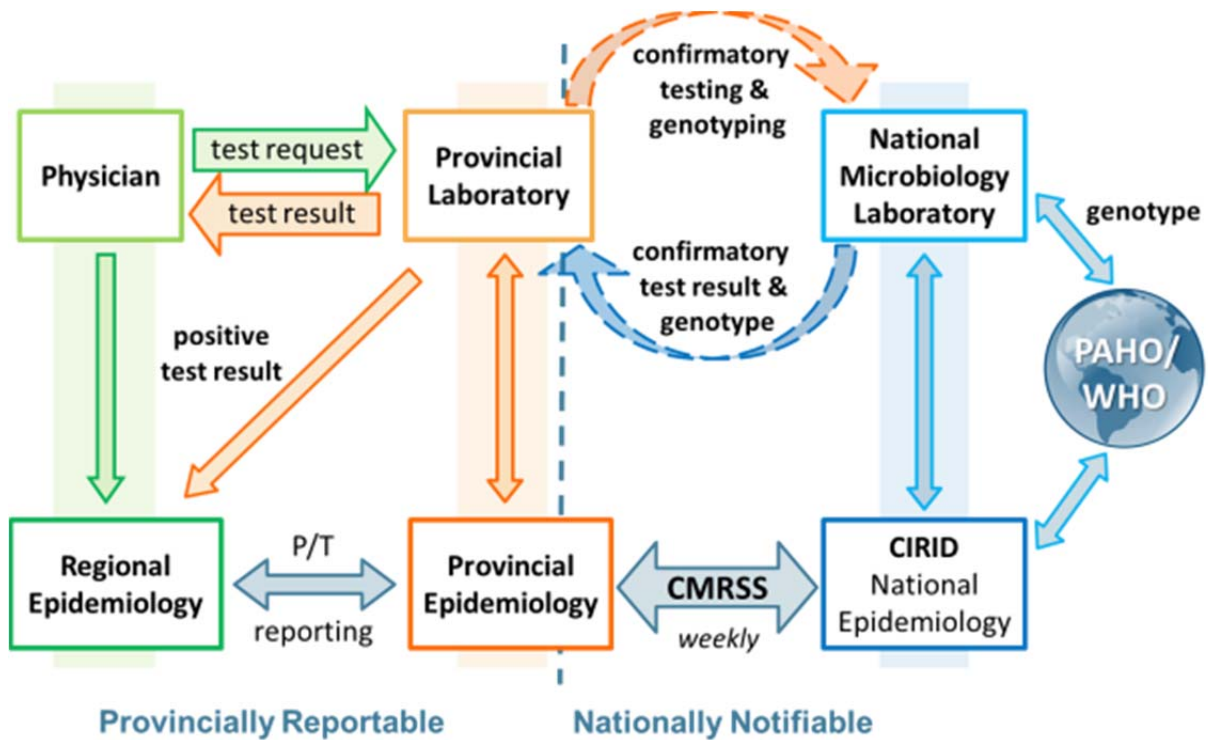 confirmatory
testing &
genotyping
Physician
test request
test result
Provincial
Laboratory
National
Microbiology
Laboratory
genotype
positive
test result
confirmatory
test result &
genotype
PAHO/
WHO
Regional
Epidemiology
P/T
reporting
Provincial
Epidemiology
CMRSS
weekly
CIRID
National
Epidemiology
Provincially Reportable
Nationally Notifiable